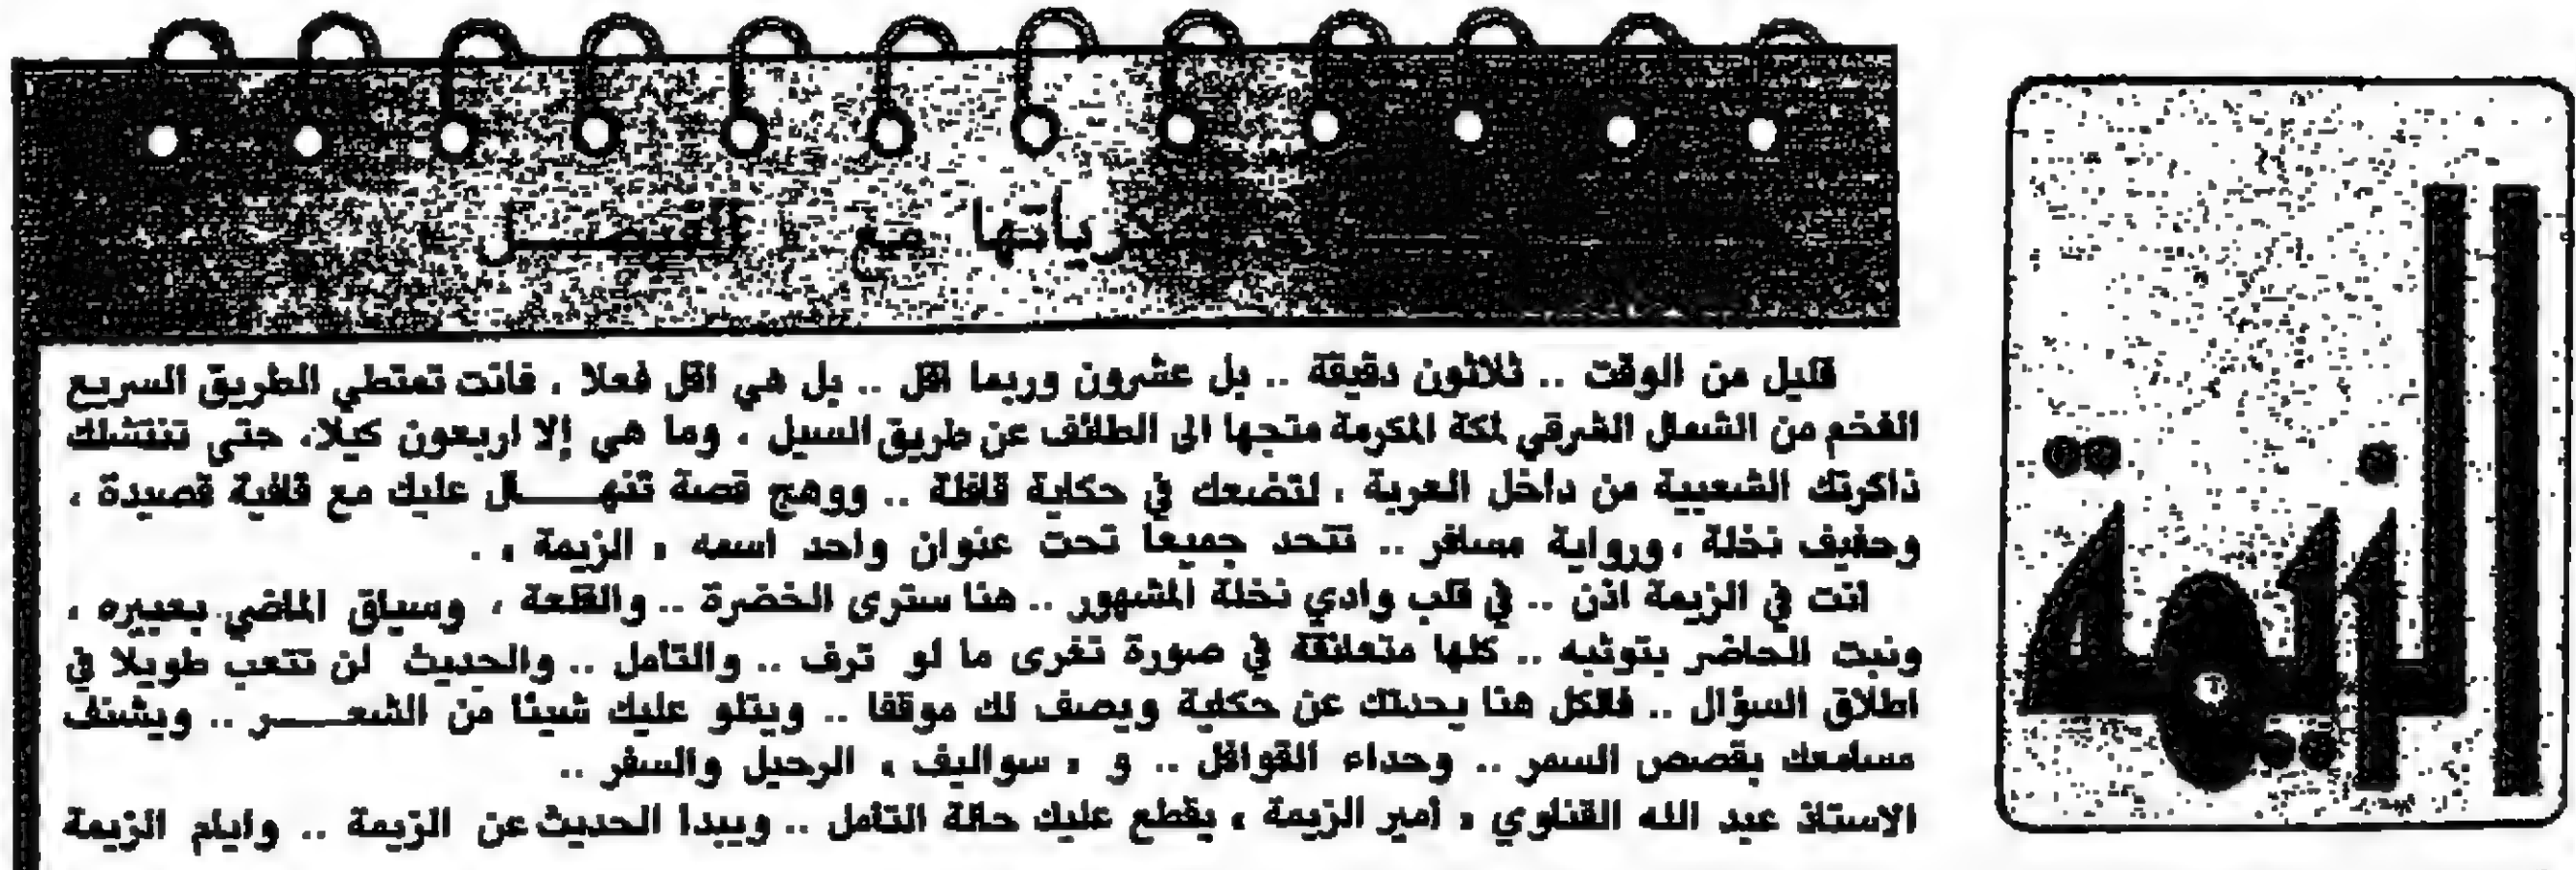 الزيمة
مع « الفيصل »
قليل من الوقت .. ثلاثون دقيقة .. بل عشرون وربما اقل .. بل هي اقل فعلا ، فانت تمتطي الطريق السريع
الفخم من الشمال الشرقي لمكة المكرمة متجها الى الطائف عن طريق السيل ، وما هي إلا اربعون كيلا، حتى تنتشلك
ذاكرتك الشعبية من داخل العربة ، لتضعك في حكاية قافلة .. ووهج قصة تنهـــال عليك مع قافية قصيدة ،
وحفيف نخلة ، ورواية مسافر .. تتحد جميعاً تحت عنوان واحد اسمه « الزيمة » .
انت في الزيمة اذن .. في قلب وادي نخلة المشهور .. هنا سترى الخضرة .. والقلعة ، وسياق الماضي بعبيره ،
ونبت الحاضر بتوثبه .. كلها متعانقة في صورة تغرى ما لو ترف .. والتامل .. والحديث لن تتعب طويلا في
اطلاق السؤال .. فالكل هنا يحدثك عن حكاية ويصف لك موقفا .. ويتلو عليك شيئا من الشعـــر .. ويشنف
مسامعك بقصص السمر .. وحداء القوافل .. و « سواليف » الرحيل والسفر ..
الاستاذ عبد الله القناوي « أمير الزيمة » يقطع عليك حالة التامل .. ويبدا الحديث عن الزيمة .. وايام الزيمة